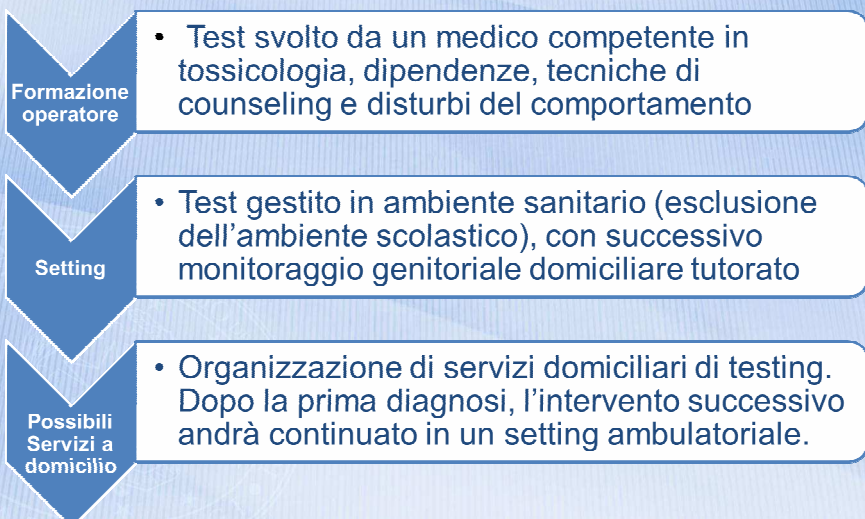 Formazione
operatore
• Test svolto da un medico competente in
tossicologia, dipendenze, tecniche di
counseling e disturbi del comportamento
Setting
• Test gestito in ambiente sanitario (esclusione
dell'ambiente scolastico), con successivo
monitoraggio genitoriale domiciliare tutorato
Possibili
Servizi a
domicilio
• Organizzazione di servizi domiciliari di testing.
Dopo la prima diagnosi, l'intervento successivo
andrà continuato in un setting ambulatoriale.